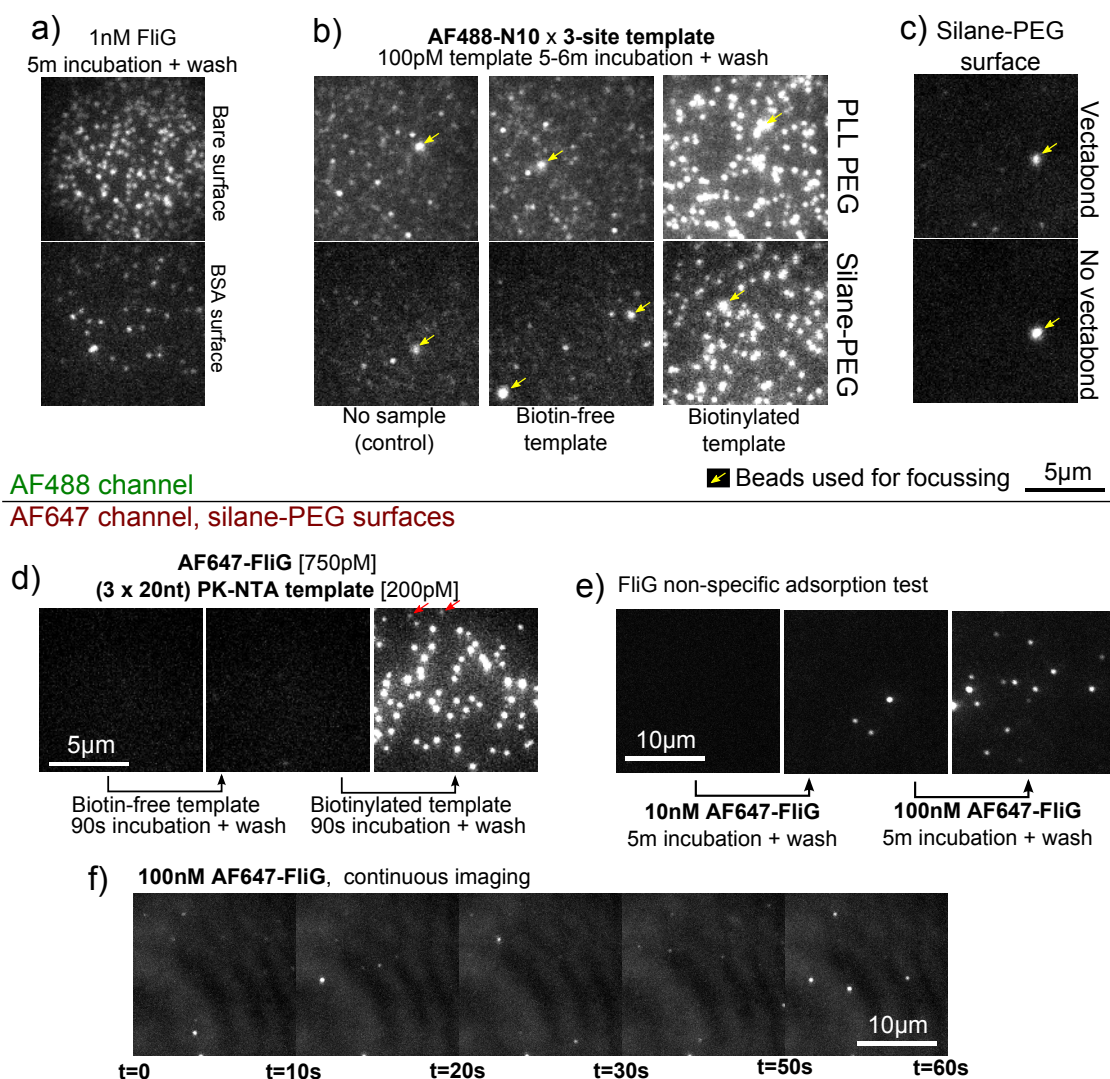 a)
1nM FliG
5m incubation + wash
Bare surface
BSA surface
b)
AF488-N10 x 3-site template
100pM template 5-6m incubation + wash
PLL PEG
Silane-PEG
No sample
(control)
Biotin-free
template
Biotinylated
template
c)
Silane-PEG
surface
Vectabond
No vectabond
Beads used for focussing
5µm
AF488 channel
AF647 channel, silane-PEG surfaces
d)
AF647-FliG [750pM]
(3 x 20nt) PK-NTA template [200pM]
5µm
Biotin-free template
90s incubation + wash
Biotinylated template
90s incubation + wash
e)
FliG non-specific adsorption test
10µm
10nM AF647-FliG
5m incubation + wash
100nM AF647-FliG
5m incubation + wash
f)
100nM AF647-FliG, continuous imaging
10µm
t=0
t=10s
t=20s
t=30s
t=50s
t=60s